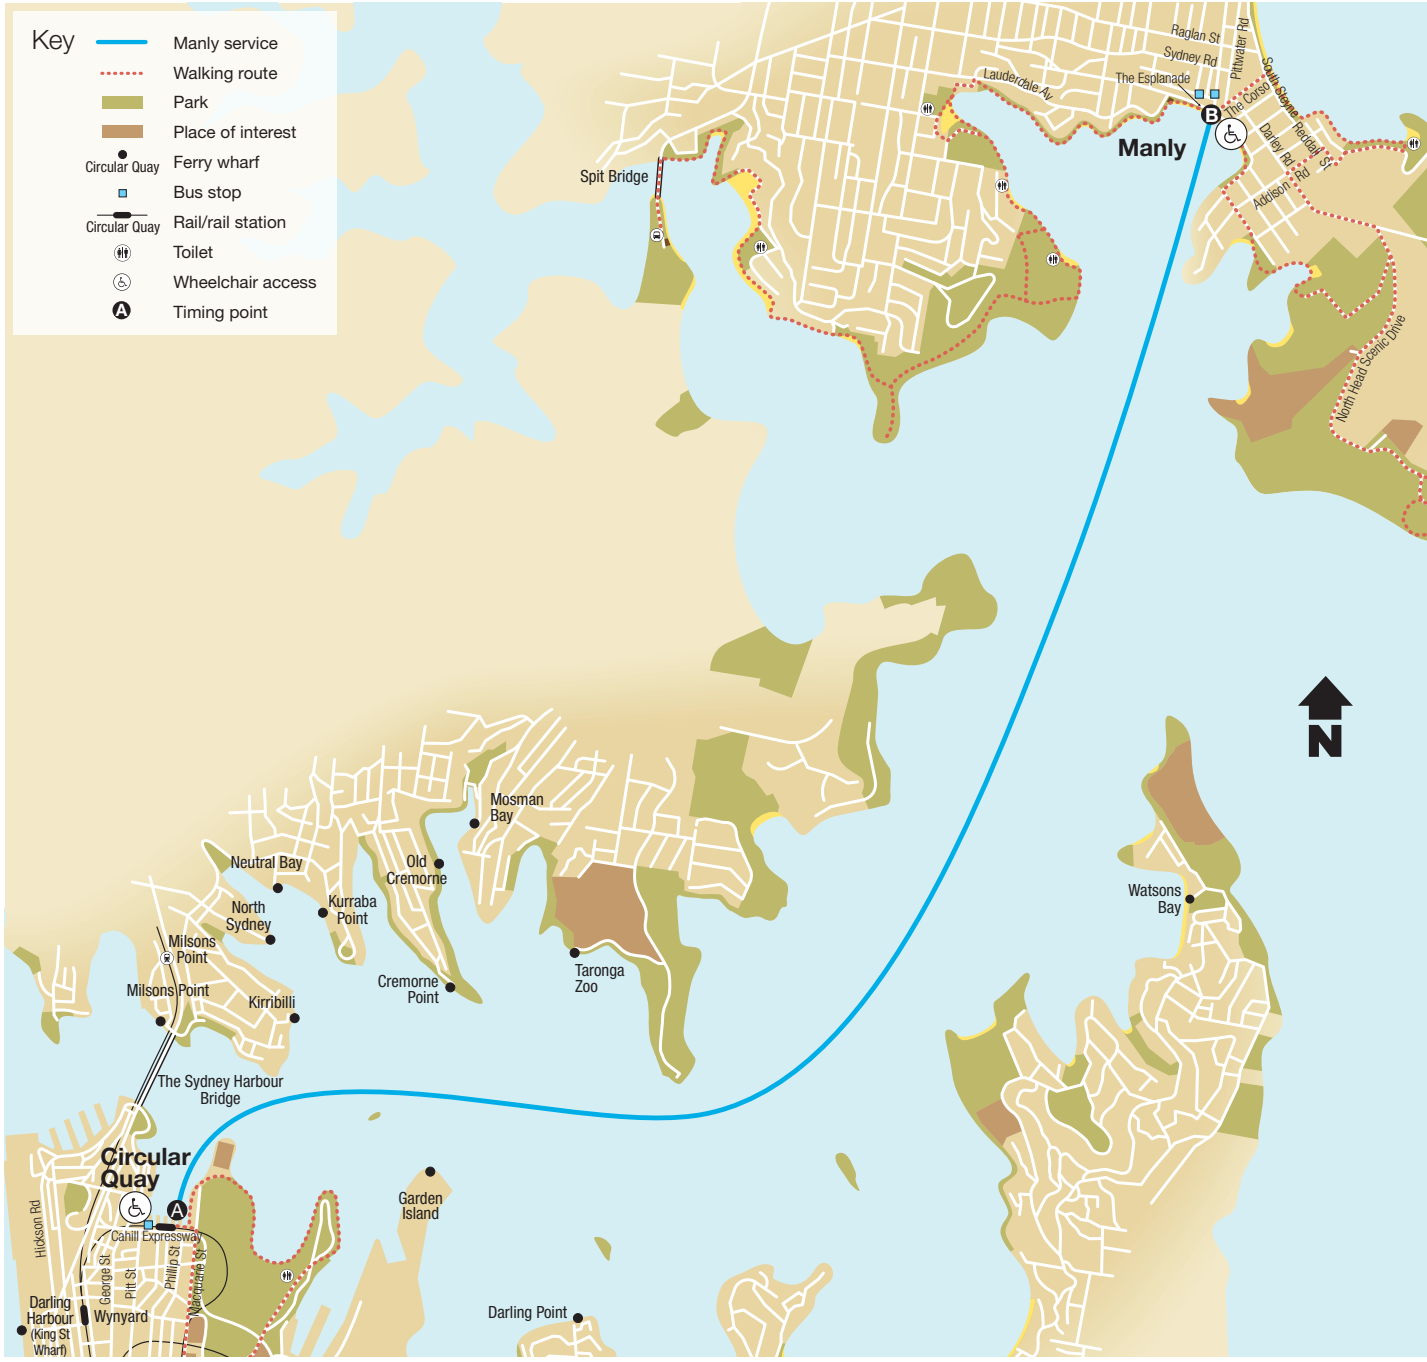 Key
Manly service
Walking route
Park
Place of interest
Circular Quay
Ferry wharf
Bus stop
Circular Quay
Rail/rail station
Toilet
Wheelchair access
A
Timing point
Raglan St
Sydney Rd
Pittwater Rd
The Esplanade
Lauderdale Av
South Steyne
The Corso
B
Manly
Darley Rd
Reddall St
Addison Rd
Spit Bridge
North Head Scenic Drive
N
Mosman
Bay
Neutral Bay
Old
Cremorne
Kurraba
Point
North
Sydney
Watsons
Bay
Milsons
Point
Taronga
Zoo
Cremorne
Point
Milsons Point
Kirribilli
The Sydney Harbour
Bridge
Circular
Quay
A
Garden
Island
Cahill Expressway
Hickson Rd
George St
Pitt St
Phillip St
Macquarie St
Darling
Harbour
(King St
Wharf)
Wynyard
Darling Point